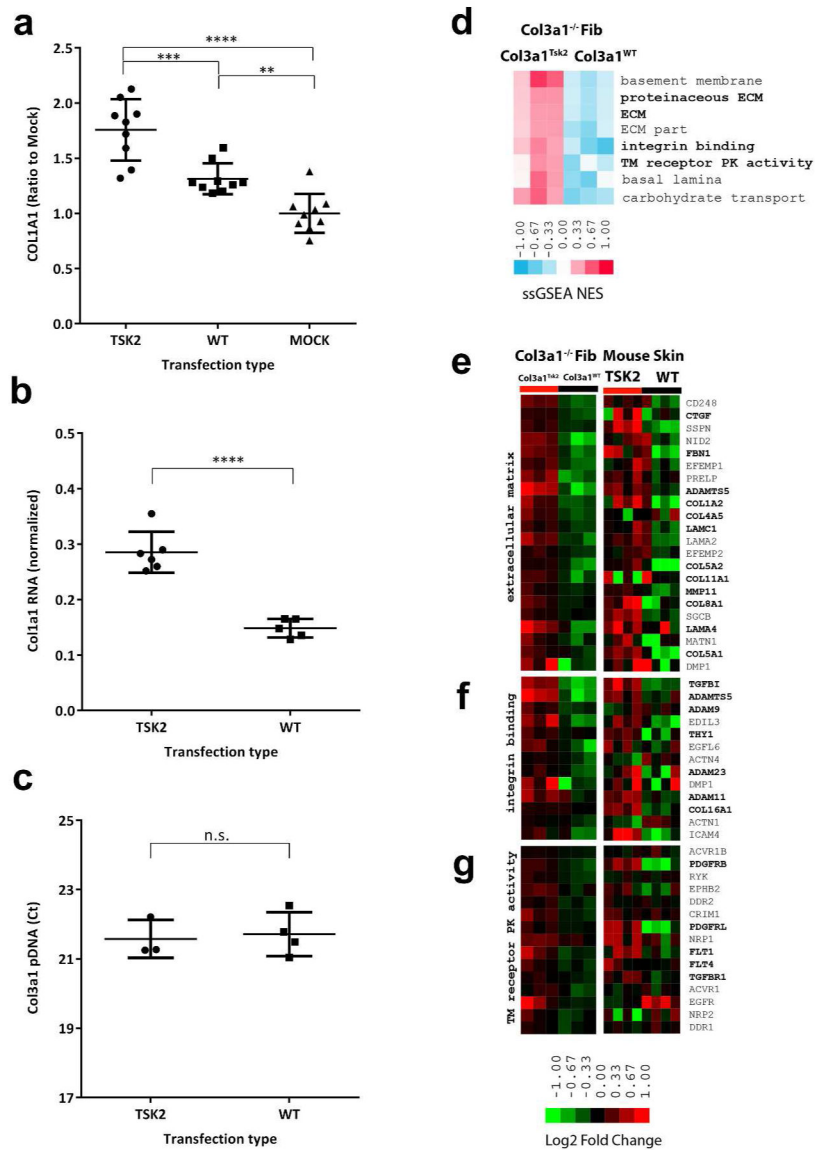 a
****
***
**
2.5
2.0
1.5
1.0
0.5
0.0
COL1A1 (Ratio to Mock)
TSK2 WT MOCK
Transfection type
b
****
0.5
0.4
0.3
0.2
0.1
0.0
Col1a1 RNA (normalized)
TSK2 WT
Transfection type
c
n.s.
25
23
21
19
17
Col3a1 pDNA (Ct)
TSK2 WT
Transfection type
d
Col3a1-/- Fib
Col3a1Tsk2 Col3a1WT
basement membrane
proteinaceous ECM
ECM
ECM part
integrin binding
TM receptor PK activity
basal lamina
carbohydrate transport
-1.00 -0.67 -0.33 0.00 0.33 0.67 1.00
ssGSEA NES
e
Col3a1-/- Fib Mouse Skin
Col3a1Tsk2 Col3a1WT TSK2 WT
extracellular matrix
CD248
CTGF
SSPN
NID2
FBN1
EFEMP1
PRELP
ADAMTS5
COL1A2
COL4A5
LAMC1
LAMA2
EFEMP2
COL5A2
COL11A1
MMP11
COL8A1
SGCB
LAMA4
MATN1
COL5A1
DMP1
f
integrin binding
TGFBI
ADAMTS5
ADAM9
EDIL3
THY1
EGFL6
ACTN4
ADAM23
DMP1
ADAM11
COL16A1
ACTN1
ICAM4
g
TM receptor PK activity
ACVR1B
PDGFRB
RYK
EPHB2
DDR2
CRIM1
PDGFRL
NRP1
FLT1
FLT4
TGFBR1
ACVR1
EGFR
NRP2
DDR1
-1.00 -0.67 -0.33 0.00 0.33 0.67 1.00
Log2 Fold Change